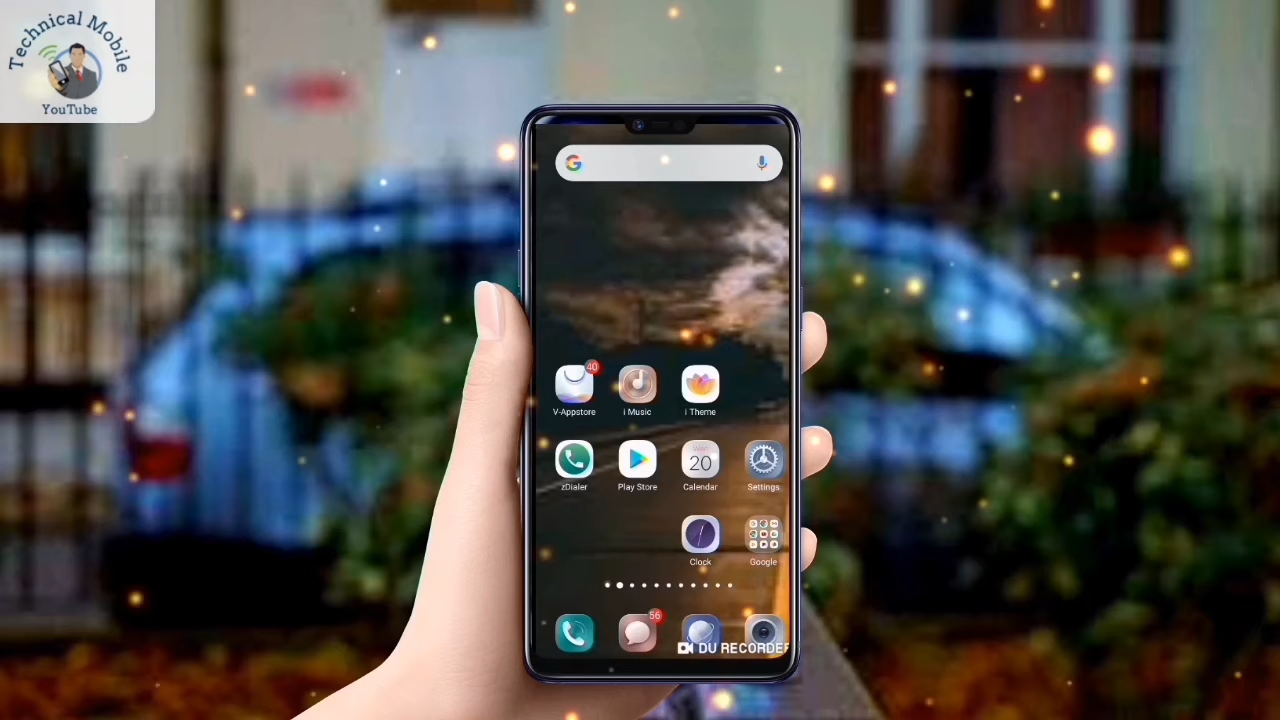 Technical Mobile
YouTube
40
V-Appstore
i Music
i Theme
20
zDialer
Play Store
Calendar
Settings
Clock
Google
56
DU RECORDER